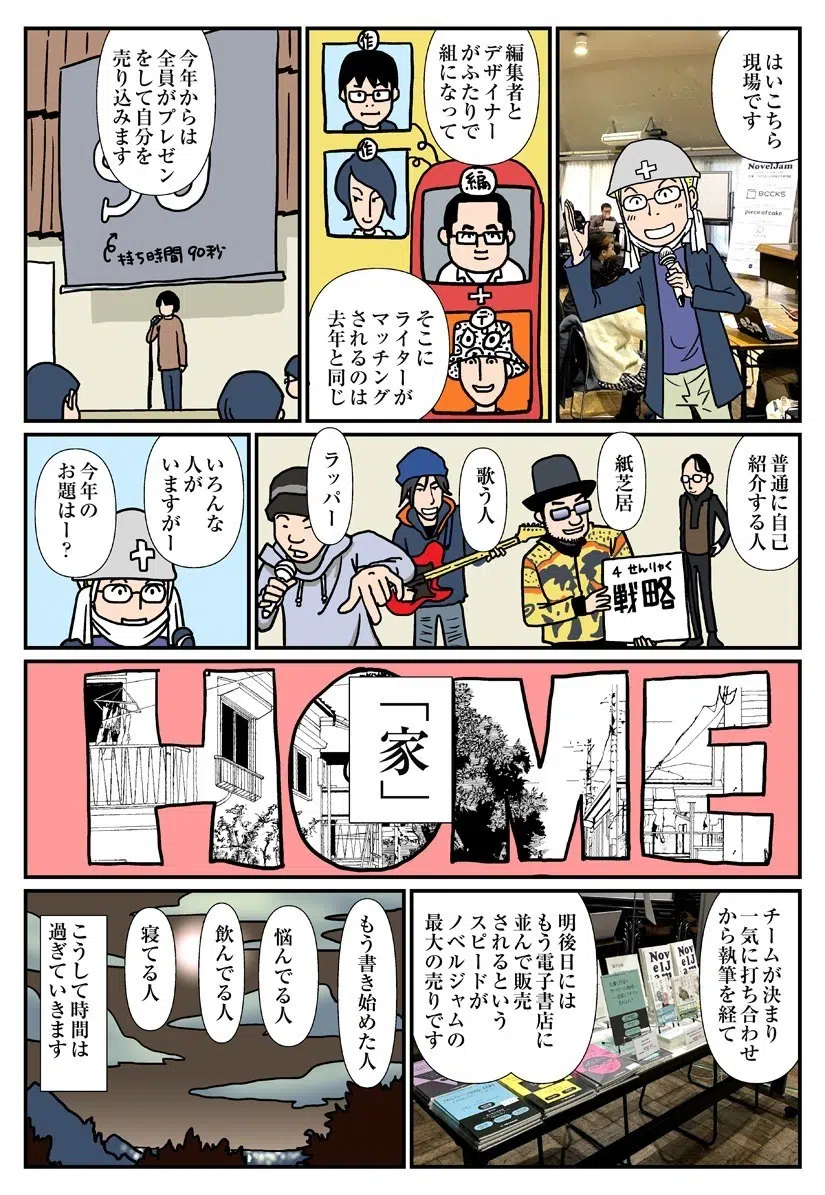 はいこちら
現場です
NovelJam
BCCKS
piece of cake
編集者と
デザイナー
がふたりで
組になって
作
作
編
+
デ
そこに
ライターが
マッチング
されるのは
去年と同じ
今年からは
全員がプレゼン
をして自分を
売り込みます
90
持ち時間90秒
普通に自己
紹介する人
紙芝居
4 せんりゃく
戦略
歌う人
ラッパー
いろんな
人が
いますがー
今年の
お題はー?
HOME
「家」
チームが決まり
一気に打ち合わせ
から執筆を経て
Nov
elJ
am
明後日には
もう電子書店に
並んで販売
されるという
スピードが
ノベルジャムの
最大の売りです
もう書き始めた人
悩んでる人
飲んでる人
寝てる人
こうして時間は
過ぎていきます